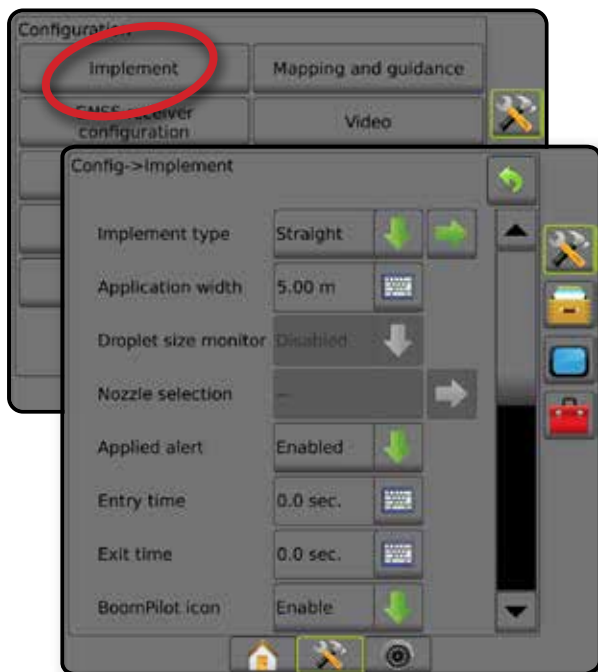 Configuration
Implement
Mapping and guidance
GNSS receiver
configuration
Video
Config->Implement
Implement type
Straight
Application width
5.00 m
Droplet size monitor
Disabled
Nozzle selection
---
Applied alert
Enabled
Entry time
0.0 sec.
Exit time
0.0 sec.
BoomPilot icon
Enable